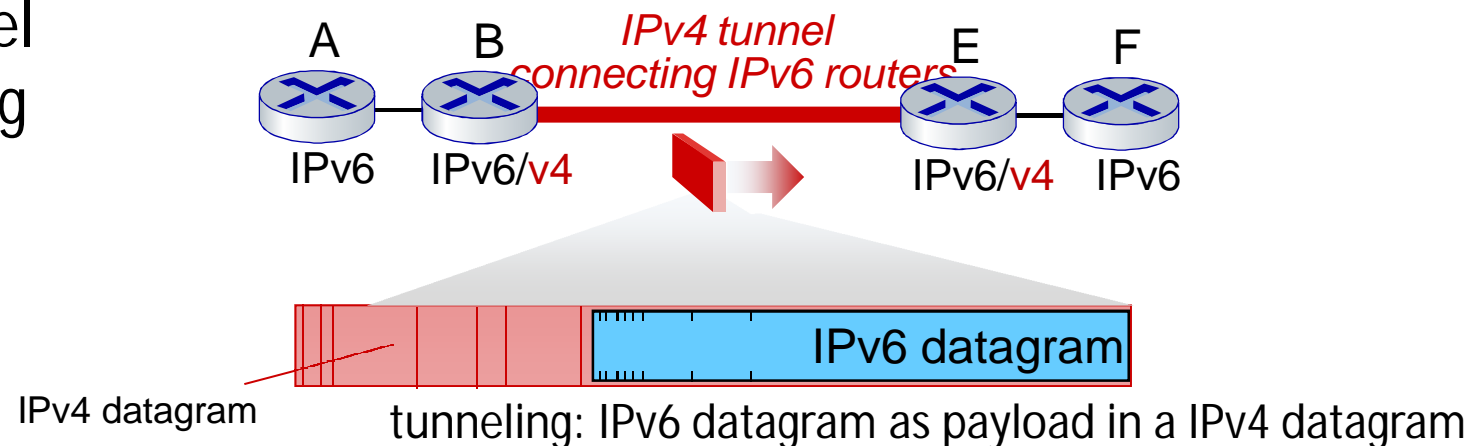 el
g
IPv4 tunnel
connecting IPv6 routers
A
B
E
F
IPv6
IPv6/v4
IPv6/v4
IPv6
IPv6 datagram
IPv4 datagram
tunneling: IPv6 datagram as payload in a IPv4 datagram